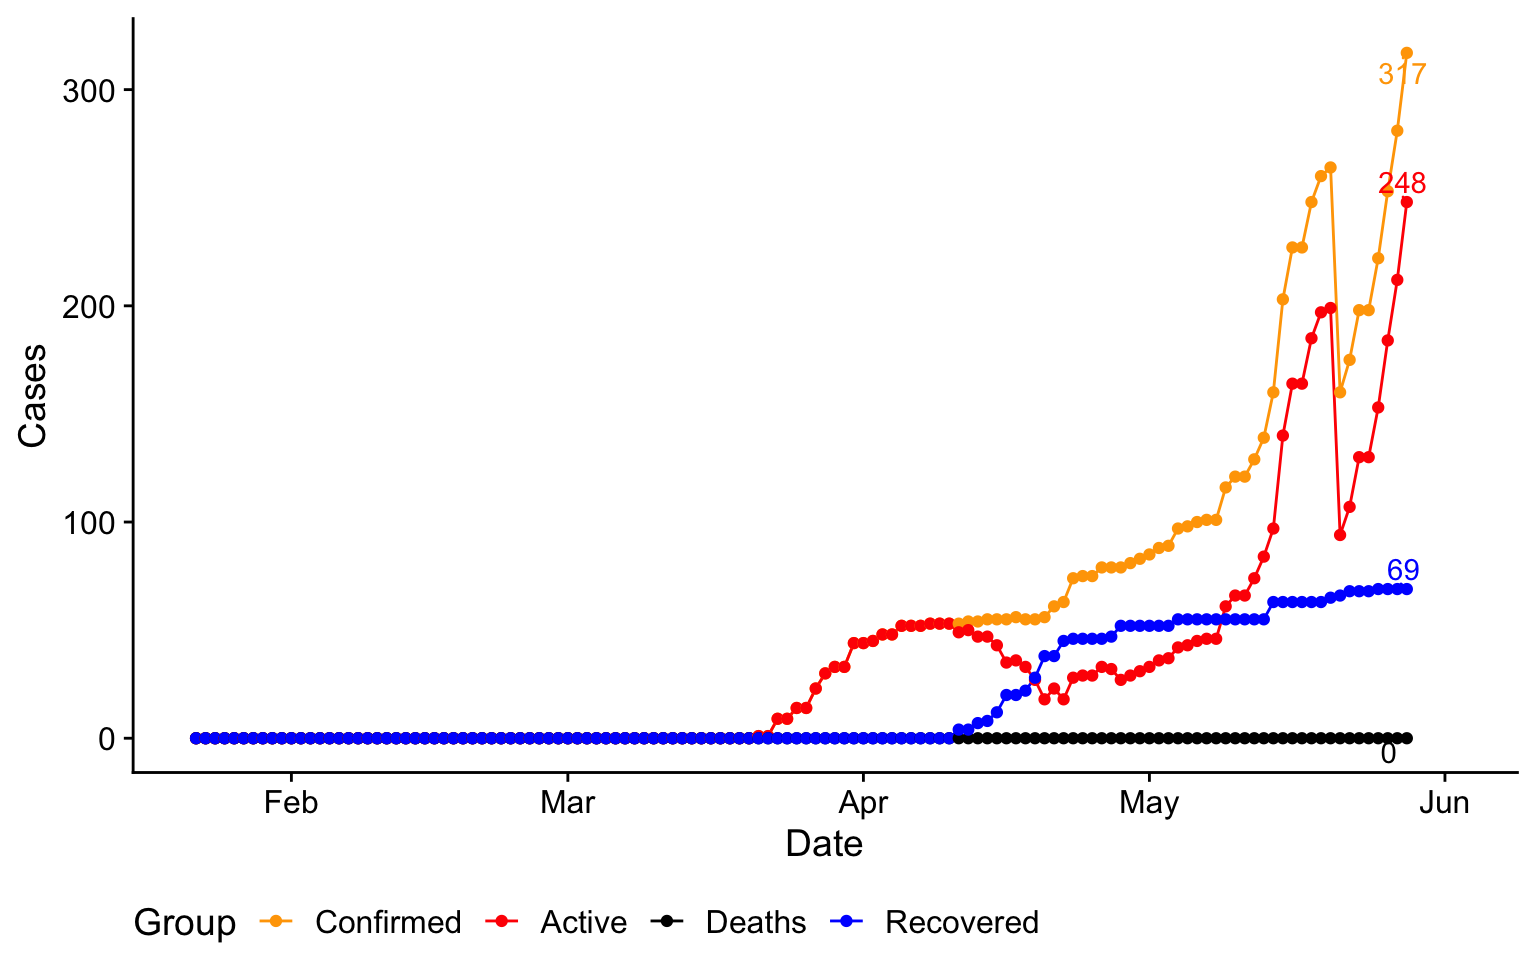 300
317
248
200
Cases
100
69
0
0
Feb Mar Apr May Jun
Date
Group Confirmed Active Deaths Recovered